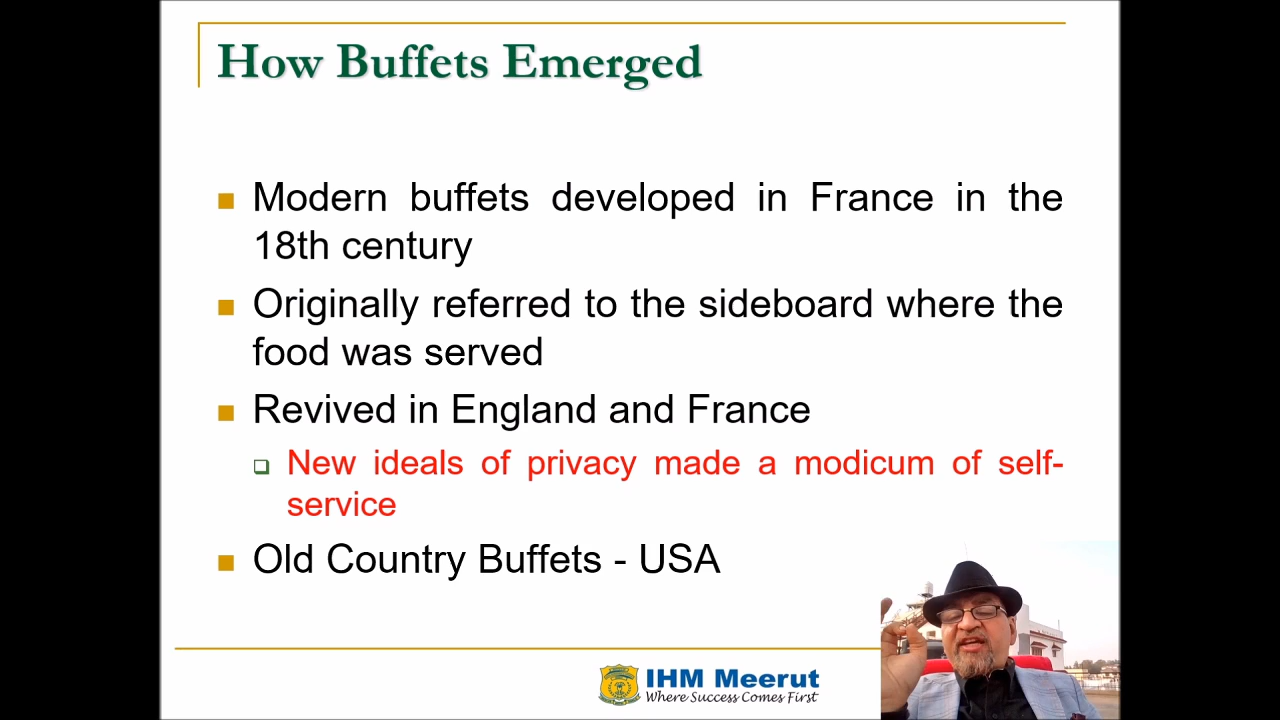 How Buffets Emerged
Modern buffets developed in France in the
18th century
Originally referred to the sideboard where the
food was served
Revived in England and France
New ideals of privacy made a modicum of self-
service
Old Country Buffets - USA
IHM Meerut
Where Success Comes First